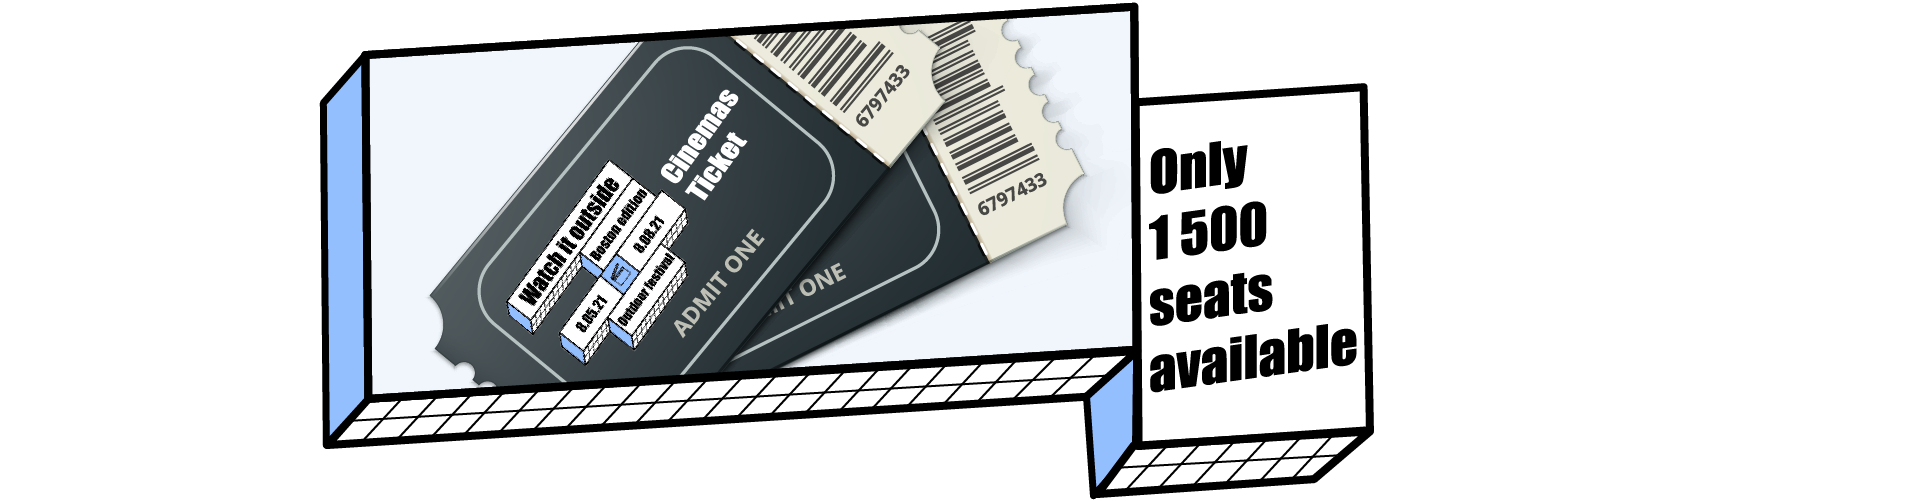 Cinemas
Ticket
6797433
6797433
Watch it outside
Boston edition
8.08.21
8.05.21
Outdoor festival
ADMIT ONE
IT ONE
Only
1 500
seats
available